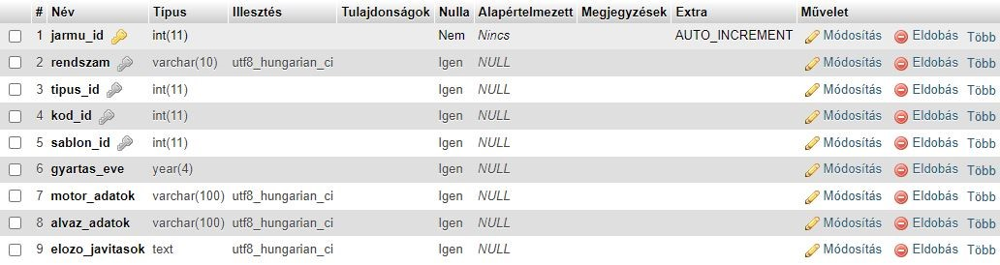 # Név Típus Illesztés Tulajdonságok Nulla Alapértelmezett Megjegyzések Extra Művelet
1 jarmu_id int(11) Nem Nincs AUTO_INCREMENT Módosítás Eldobás Több
2 rendszam varchar(10) utf8_hungarian_ci Igen NULL Módosítás Eldobás Több
3 tipus_id int(11) Igen NULL Módosítás Eldobás Több
4 kod_id int(11) Igen NULL Módosítás Eldobás Több
5 sablon_id int(11) Igen NULL Módosítás Eldobás Több
6 gyartas_eve year(4) Igen NULL Módosítás Eldobás Több
7 motor_adatok varchar(100) utf8_hungarian_ci Igen NULL Módosítás Eldobás Több
8 alvaz_adatok varchar(100) utf8_hungarian_ci Igen NULL Módosítás Eldobás Több
9 elozo_javitasok text utf8_hungarian_ci Igen NULL Módosítás Eldobás Több